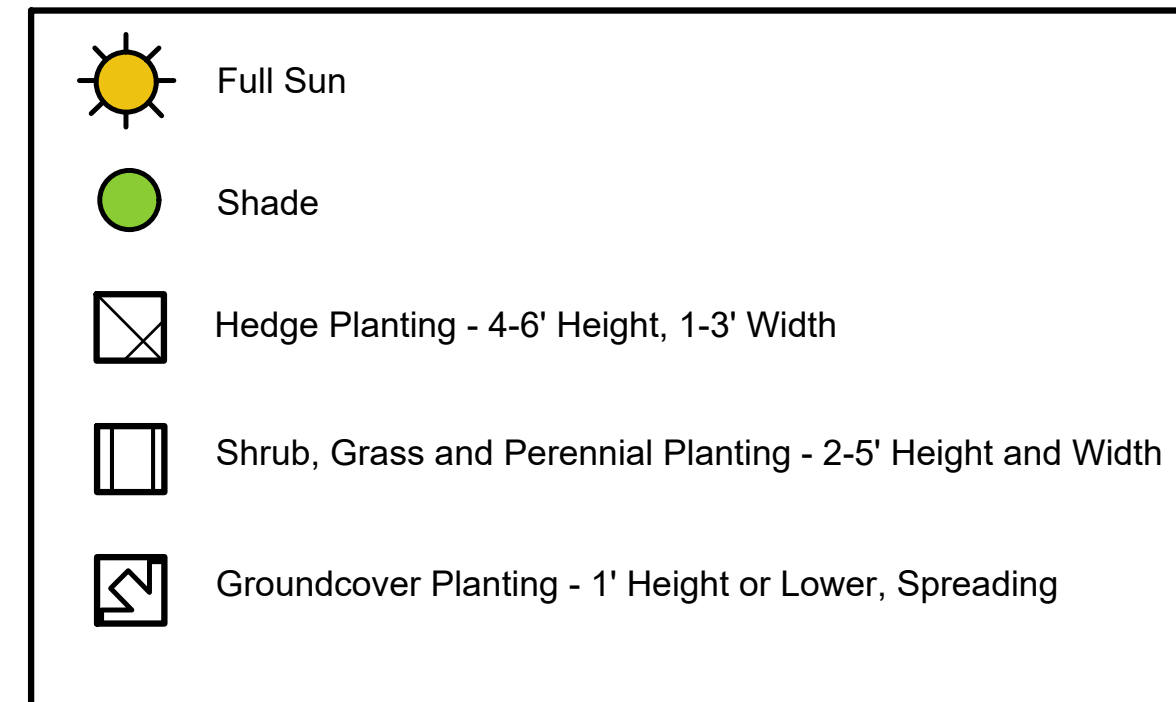 Full Sun
Shade
Hedge Planting - 4-6' Height, 1-3' Width
Shrub, Grass and Perennial Planting - 2-5' Height and Width
Groundcover Planting - 1' Height or Lower, Spreading